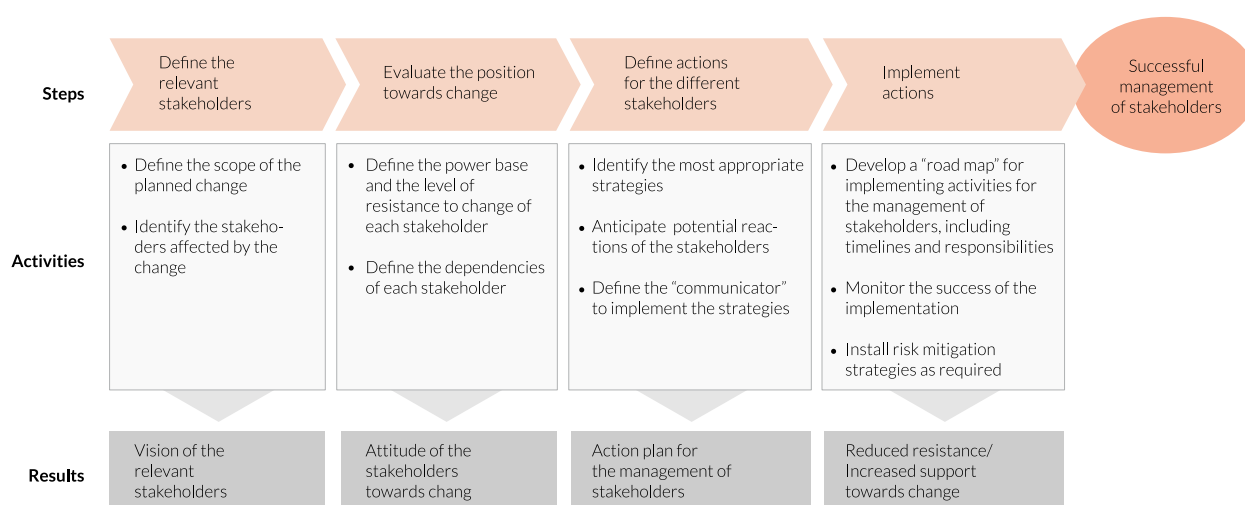 Steps
Define the
relevant
stakeholders
Evaluate the position
towards change
Define actions
for the different
stakeholders
Implement
actions
Successful
management
of stakeholders
Activities
• Define the scope of the
planned change
• Identify the stakeho-
ders affected by the
change
• Define the power base
and the level of
resistance to change of
each stakeholder
• Define the dependencies
of each stakeholder
• Identify the most appropriate
strategies
• Anticipate potential reac-
tions of the stakeholders
• Define the “communicator”
to implement the strategies
• Develop a “road map” for
implementing activities for
the management of
stakeholders, including
timelines and responsibilities
• Monitor the success of the
implementation
• Install risk mitigation
strategies as required
Results
Vision of the
relevant
stakeholders
Attitude of the
stakeholders
towards chang
Action plan for
the management of
stakeholders
Reduced resistance/
Increased support
towards change